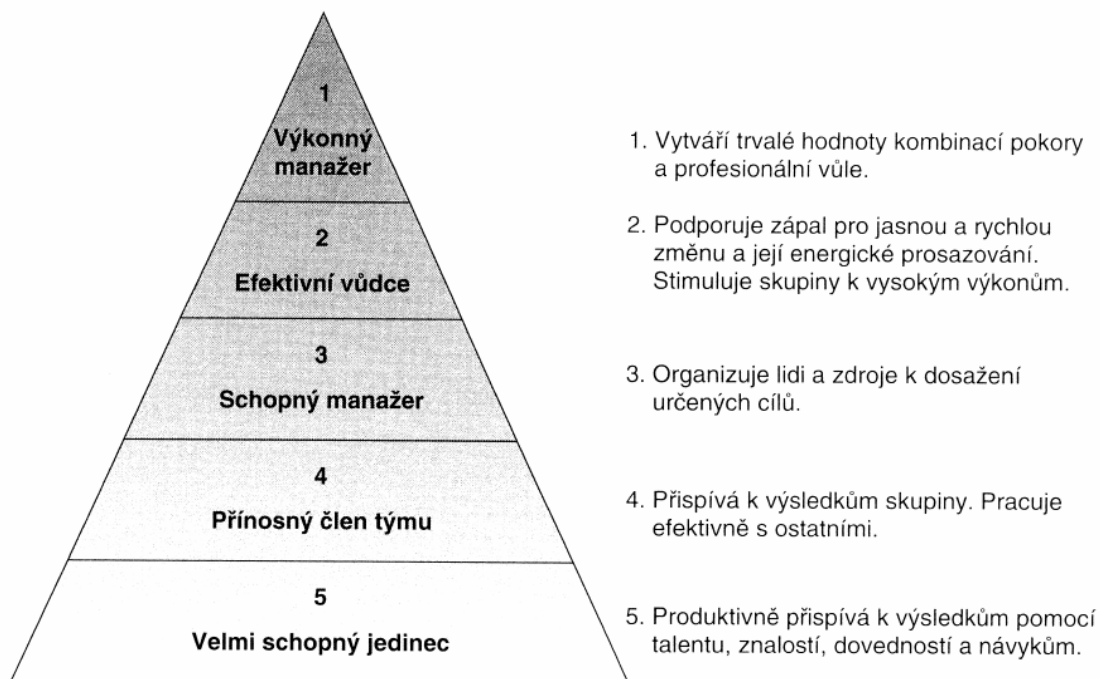 1
Výkonný
manažer
2
Efektivní vůdce
3
Schopný manažer
4
Přínosný člen týmu
5
Velmi schopný jedinec
1. Vytváří trvalé hodnoty kombinací pokory
a profesionální vůle.
2. Podporuje zápal pro jasnou a rychlou
změnu a její energické prosazování.
Stimuluje skupiny k vysokým výkonům.
3. Organizuje lidi a zdroje k dosažení
určených cílů.
4. Přispívá k výsledkům skupiny. Pracuje
efektivně s ostatními.
5. Produktivně přispívá k výsledkům pomocí
talentu, znalostí, dovedností a návykům.